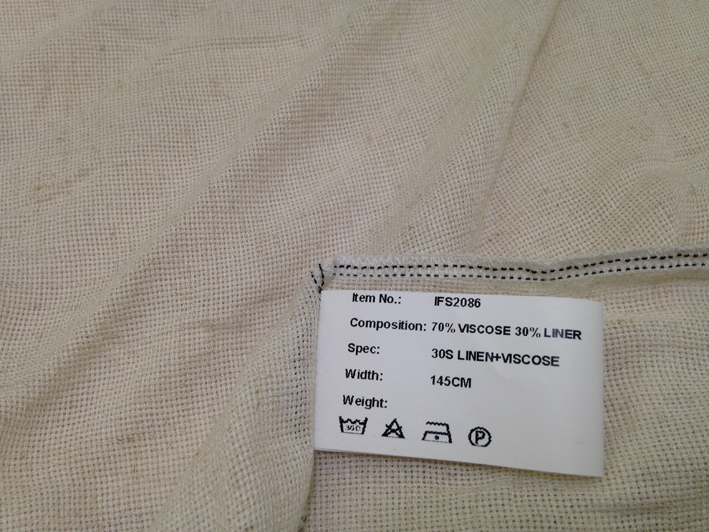 Item No.: IFS2086
Composition: 70% VISCOSE 30% LINER
Spec: 30S LINEN+VISCOSE
Width: 145CM
Weight:
P